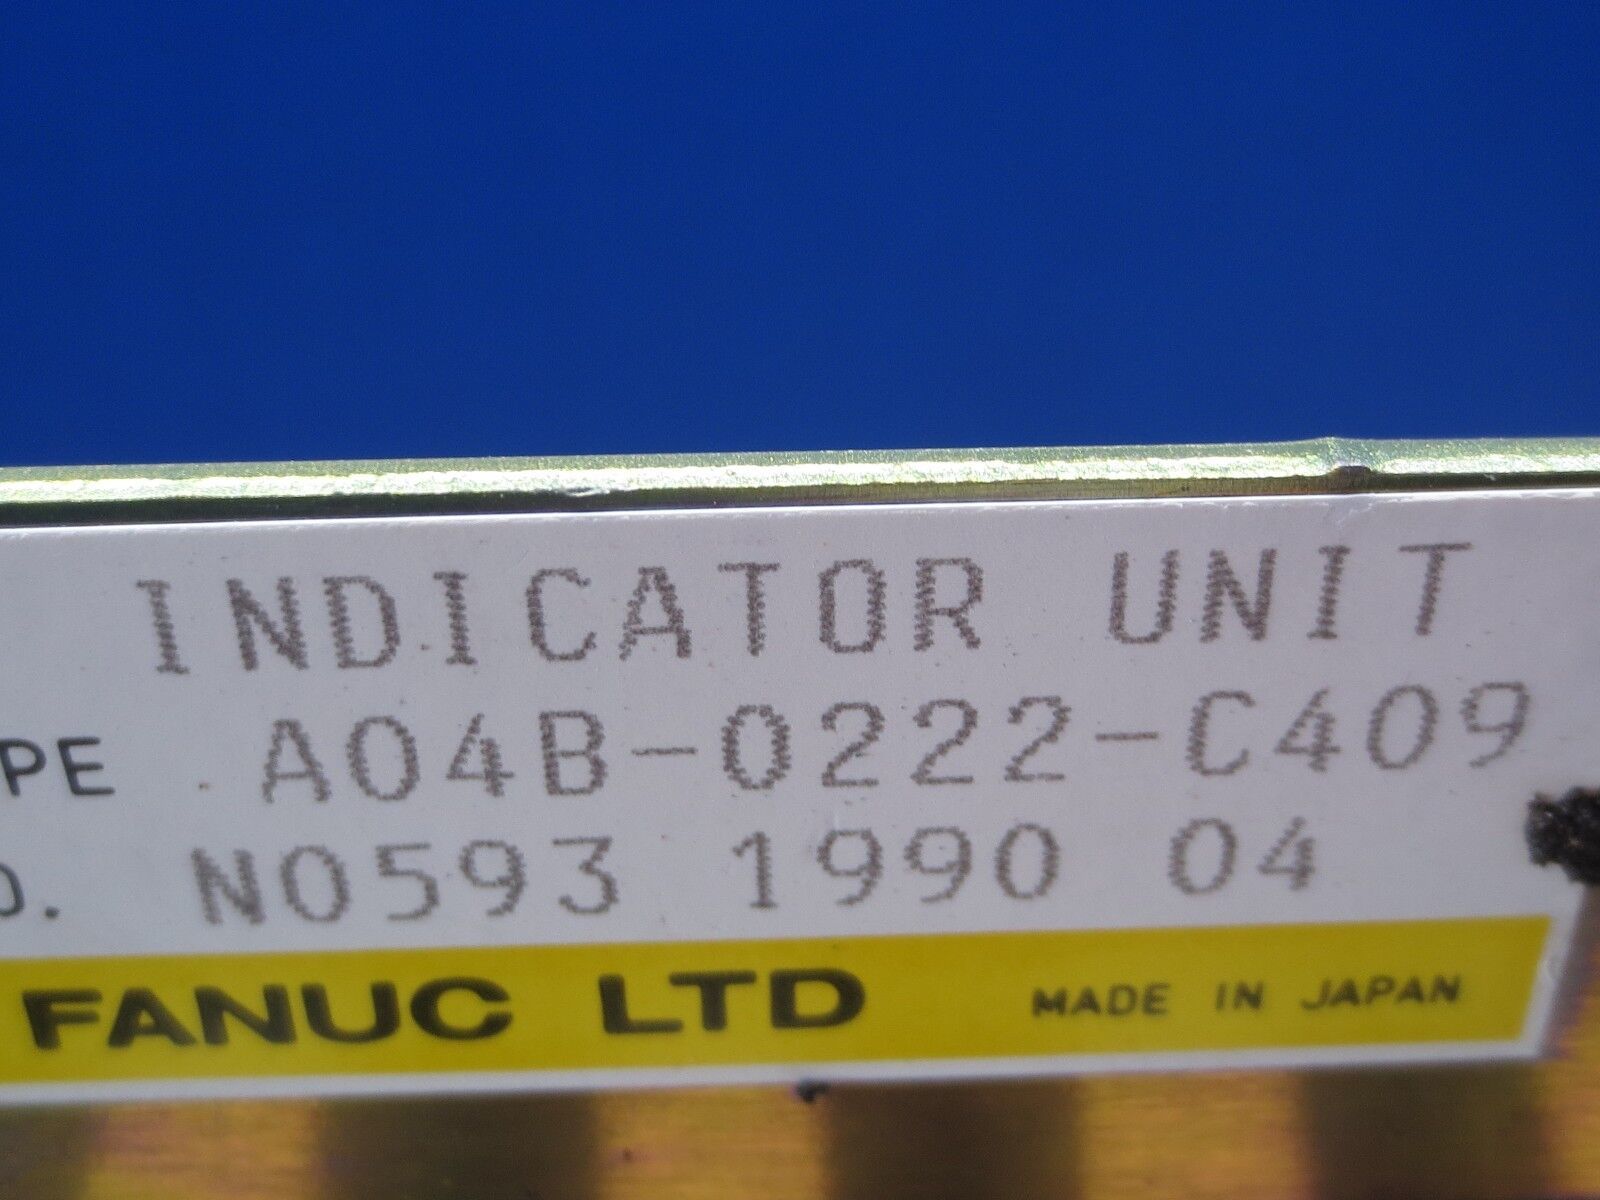 INDICATOR UNIT
PE A04B-0222-C409
O. N0593 1990 04
FANUC LTD MADE IN JAPAN